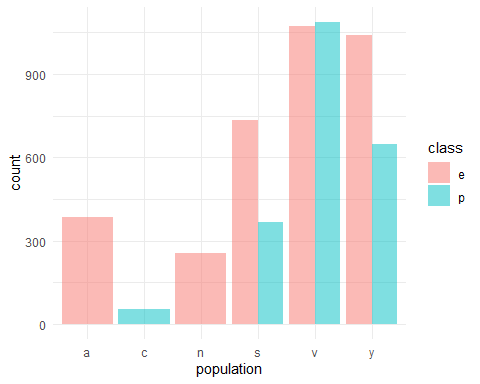 count
900
600
300
0
a c n s v y
population
class
e
p